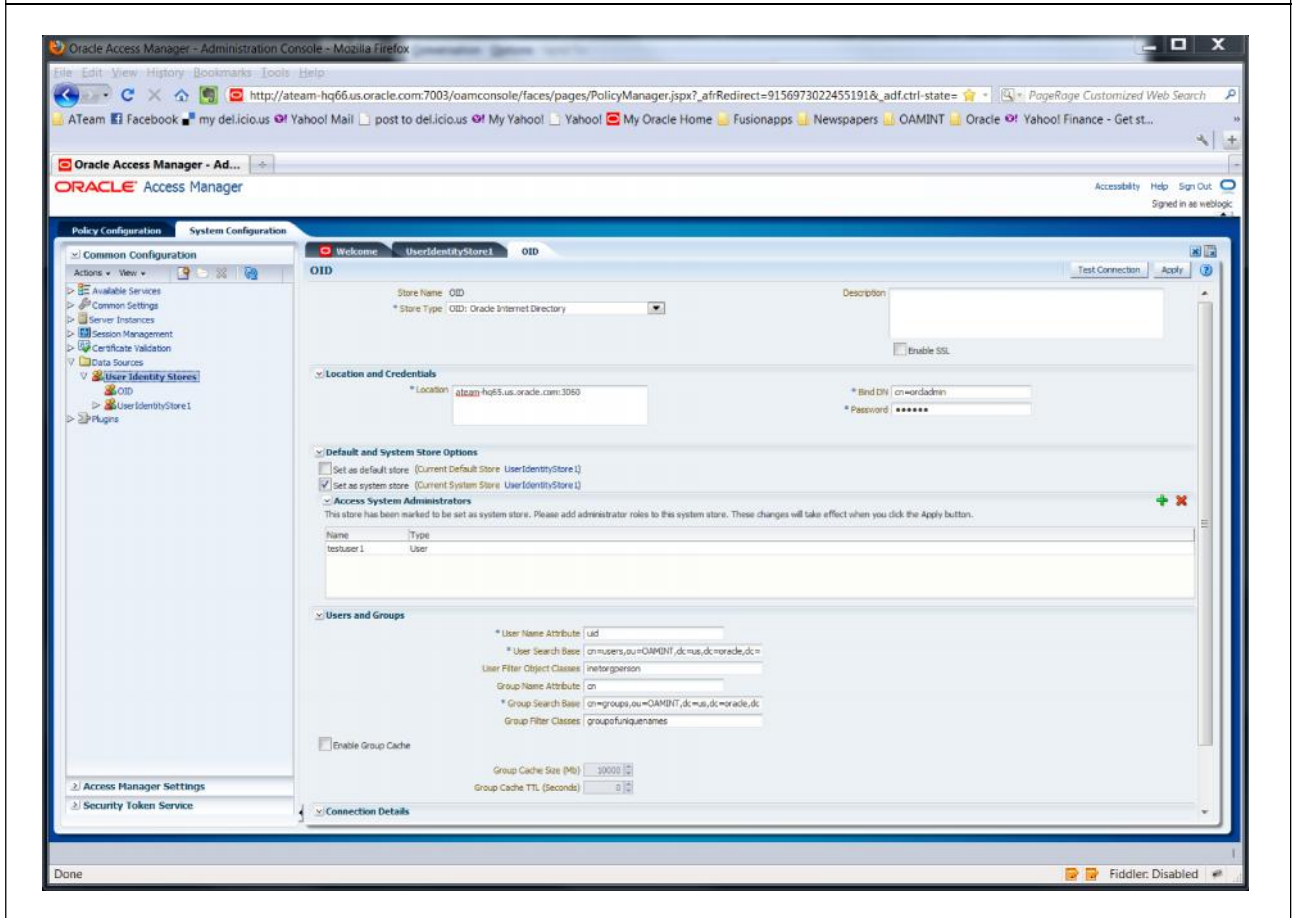 Oracle Access Manager - Administration Console - Mozilla Firefox
File Edit View History Bookmarks Tools Help
http://ateam-hq66.us.oracle.com:7003/oamconsole/faces/pages/PolicyManager.jspx?_afrRedirect=9156973022455191&_adf.ctrl-state= PageRage Customized Web Search
ATeam Facebook my del.icio.us Yahoo! Mail post to del.icio.us My Yahoo! Yahoo! My Oracle Home Fusionapps Newspapers OAMINT Oracle Yahoo! Finance - Get st...
Oracle Access Manager - Ad...
ORACLE Access Manager
Accessibility Help Sign Out
Signed in as weblogic
Policy Configuration System Configuration
Common Configuration
Actions View
Available Services
Common Settings
Server Instances
Session Management
Certificate Validation
Data Sources
User Identity Stores
OID
UserIdentityStore1
Plugins
Access Manager Settings
Security Token Service
Welcome UserIdentityStore1 OID
OID Test Connection Apply
Store Name OID
* Store Type OID: Oracle Internet Directory
Description
Enable SSL
Location and Credentials
* Location ateam-hq65.us.oracle.com:3060
* Bind DN cn=orcladmin
* Password ••••••
Default and System Store Options
Set as default store (Current Default Store UserIdentityStore1)
Set as system store (Current System Store UserIdentityStore1)
Access System Administrators
This store has been marked to be set as system store. Please add administrator roles to this system store. These changes will take effect when you click the Apply button.
Name Type
testuser1 User
Users and Groups
* User Name Attribute uid
* User Search Base cn=users,ou=OAMINT,dc=us,dc=oracle,dc=
User Filter Object Classes inetorgperson
Group Name Attribute cn
* Group Search Base cn=groups,ou=OAMINT,dc=us,dc=oracle,dc
Group Filter Classes groupofuniquenames
Enable Group Cache
Group Cache Size (Mb) 10000
Group Cache TTL (Seconds) 0
Connection Details
Done Fiddler: Disabled